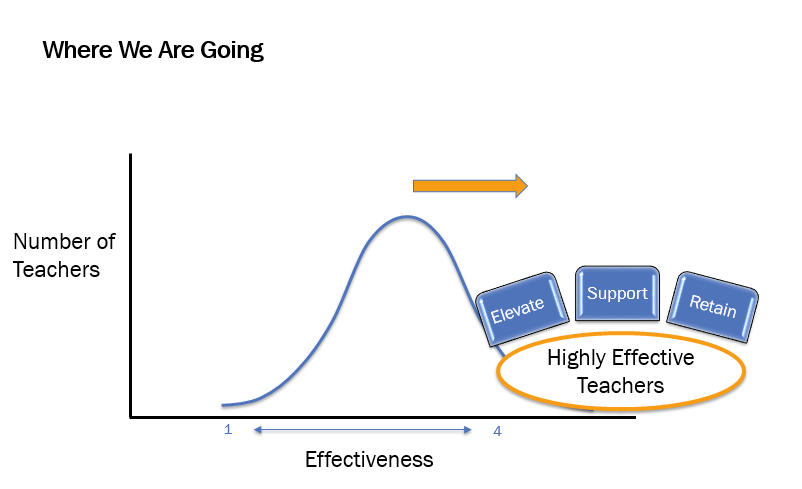 Where We Are Going
Number of
Teachers
Elevate
Support
Retain
Highly Effective
Teachers
1
4
Effectiveness